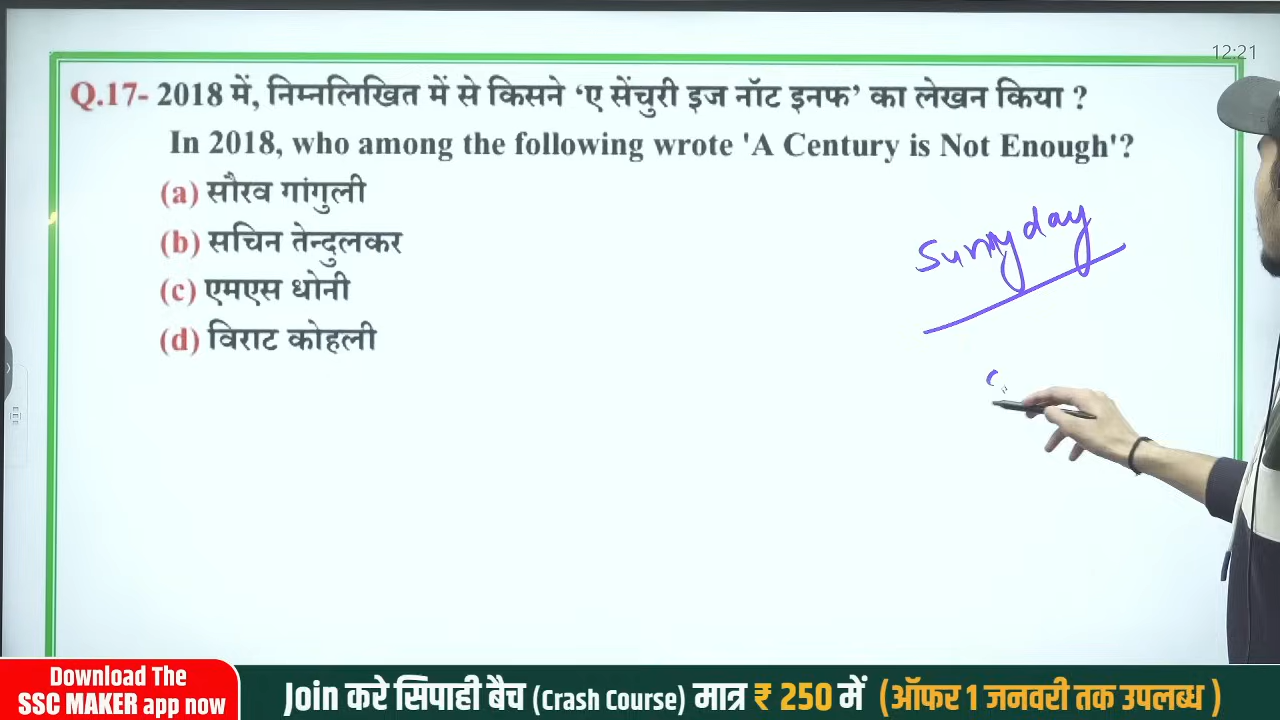 12:21
Q.17- 2018 में, निम्नलिखित में से किसने ‘ए सेंचुरी इज नॉट इनफ’ का लेखन किया ?
In 2018, who among the following wrote 'A Century is Not Enough'?
(a) सौरव गांगुली
(b) सचिन तेन्दुलकर
(c) एमएस धोनी
(d) विराट कोहली
Sunny day
Download The
SSC MAKER app now
Join करे सिपाही बैच (Crash Course) मात्र ₹ 250 में (ऑफर 1 जनवरी तक उपलब्ध )